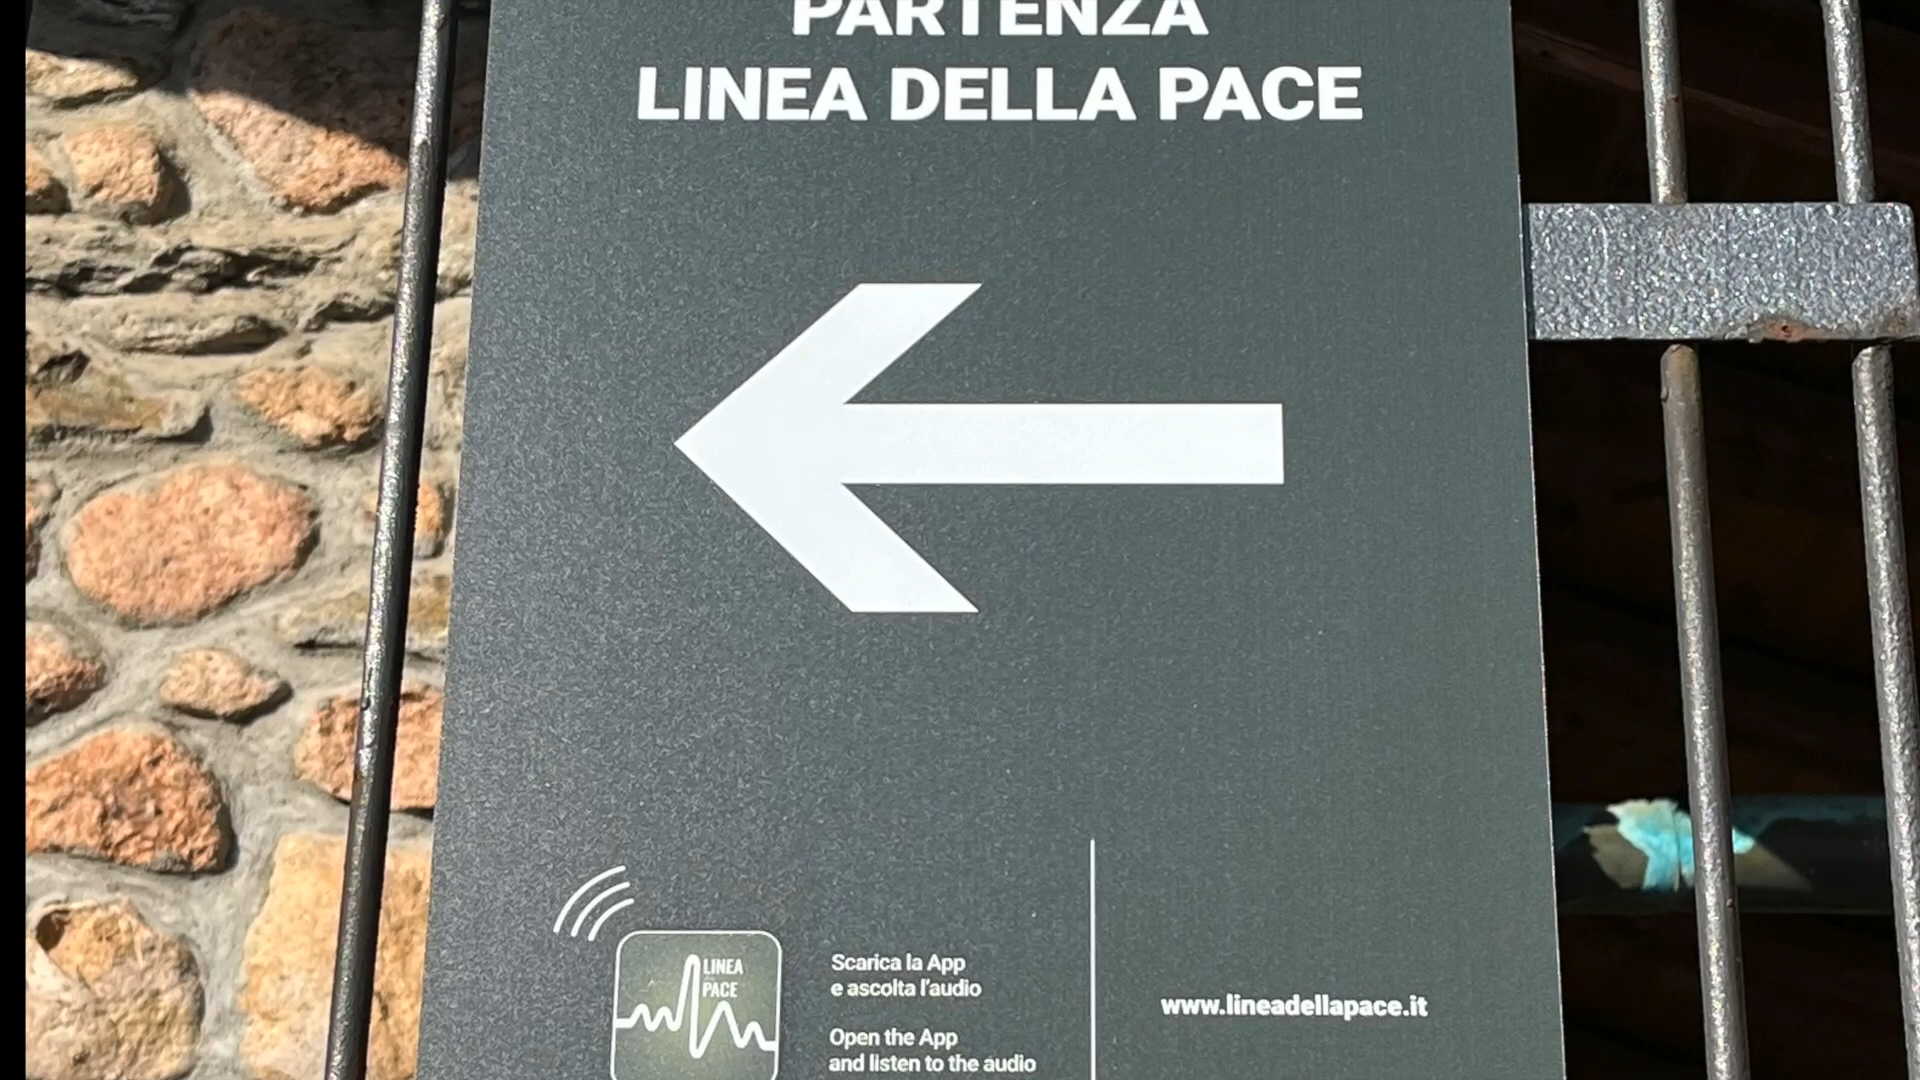 PARTENZA
LINEA DELLA PACE
LINEA
PACE
Scarica la App
e ascolta l'audio
Open the App
and listen to the audio
www.lineadellapace.it